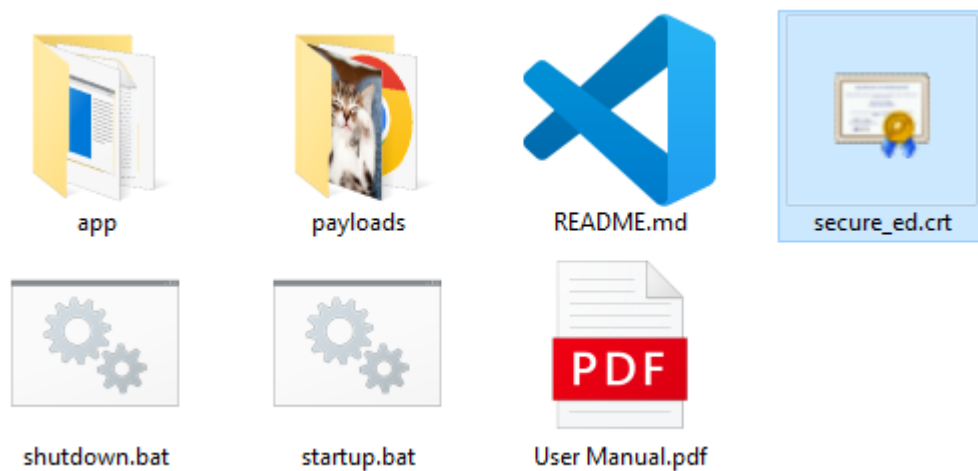 app
payloads
README.md
secure_ed.crt
shutdown.bat
startup.bat
PDF
User Manual.pdf